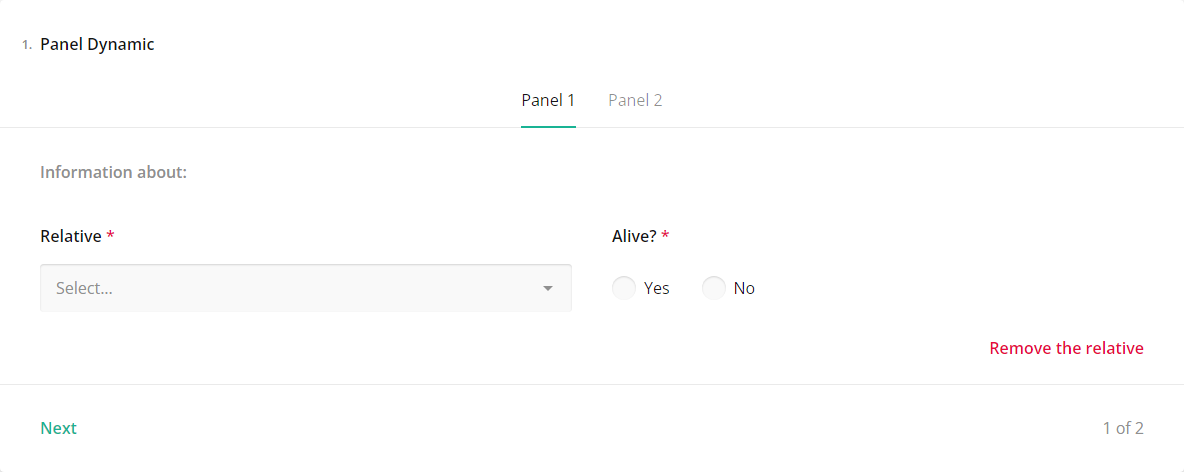 1. Panel Dynamic
Panel 1 Panel 2
Information about:
Relative * Alive? *
Select... Yes No
Remove the relative
Next 1 of 2